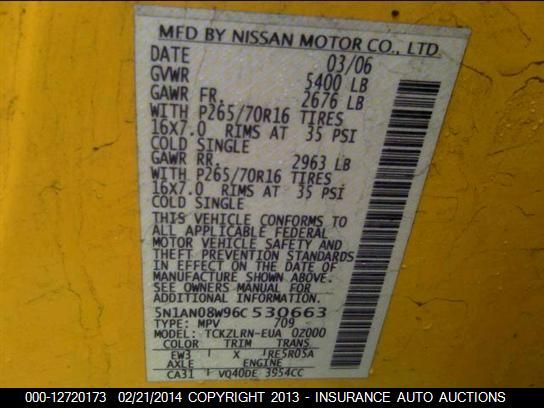 MFD BY NISSAN MOTOR CO., LTD
DATE 03/06
GVWR 5400 LB
GAWR FR. 2676 LB
WITH P265/70R16 TIRES
16X7.0 RIMS AT 35 PSI
COLD SINGLE
GAWR RR. 2963 LB
WITH P265/70R16 TIRES
16X7.0 RIMS AT 35 PSI
COLD SINGLE
THIS VEHICLE CONFORMS TO
ALL APPLICABLE FEDERAL
MOTOR VEHICLE SAFETY AND
THEFT PREVENTION STANDARDS
IN EFFECT ON THE DATE OF
MANUFACTURE SHOWN ABOVE.
SEE OWNERS MANUAL FOR
ADDITIONAL INFORMATION.
5N1AN08W96C530663
TYPE: MPV 709
MODEL: TCKZLRN-EUA 0Z000
COLOR TRIM TRANS
EW3 X RE5R05A
AXLE ENGINE
CA31 VQ40DE 3954CC
000-12720173 02/21/2014 COPYRIGHT 2013 - INSURANCE AUTO AUCTIONS